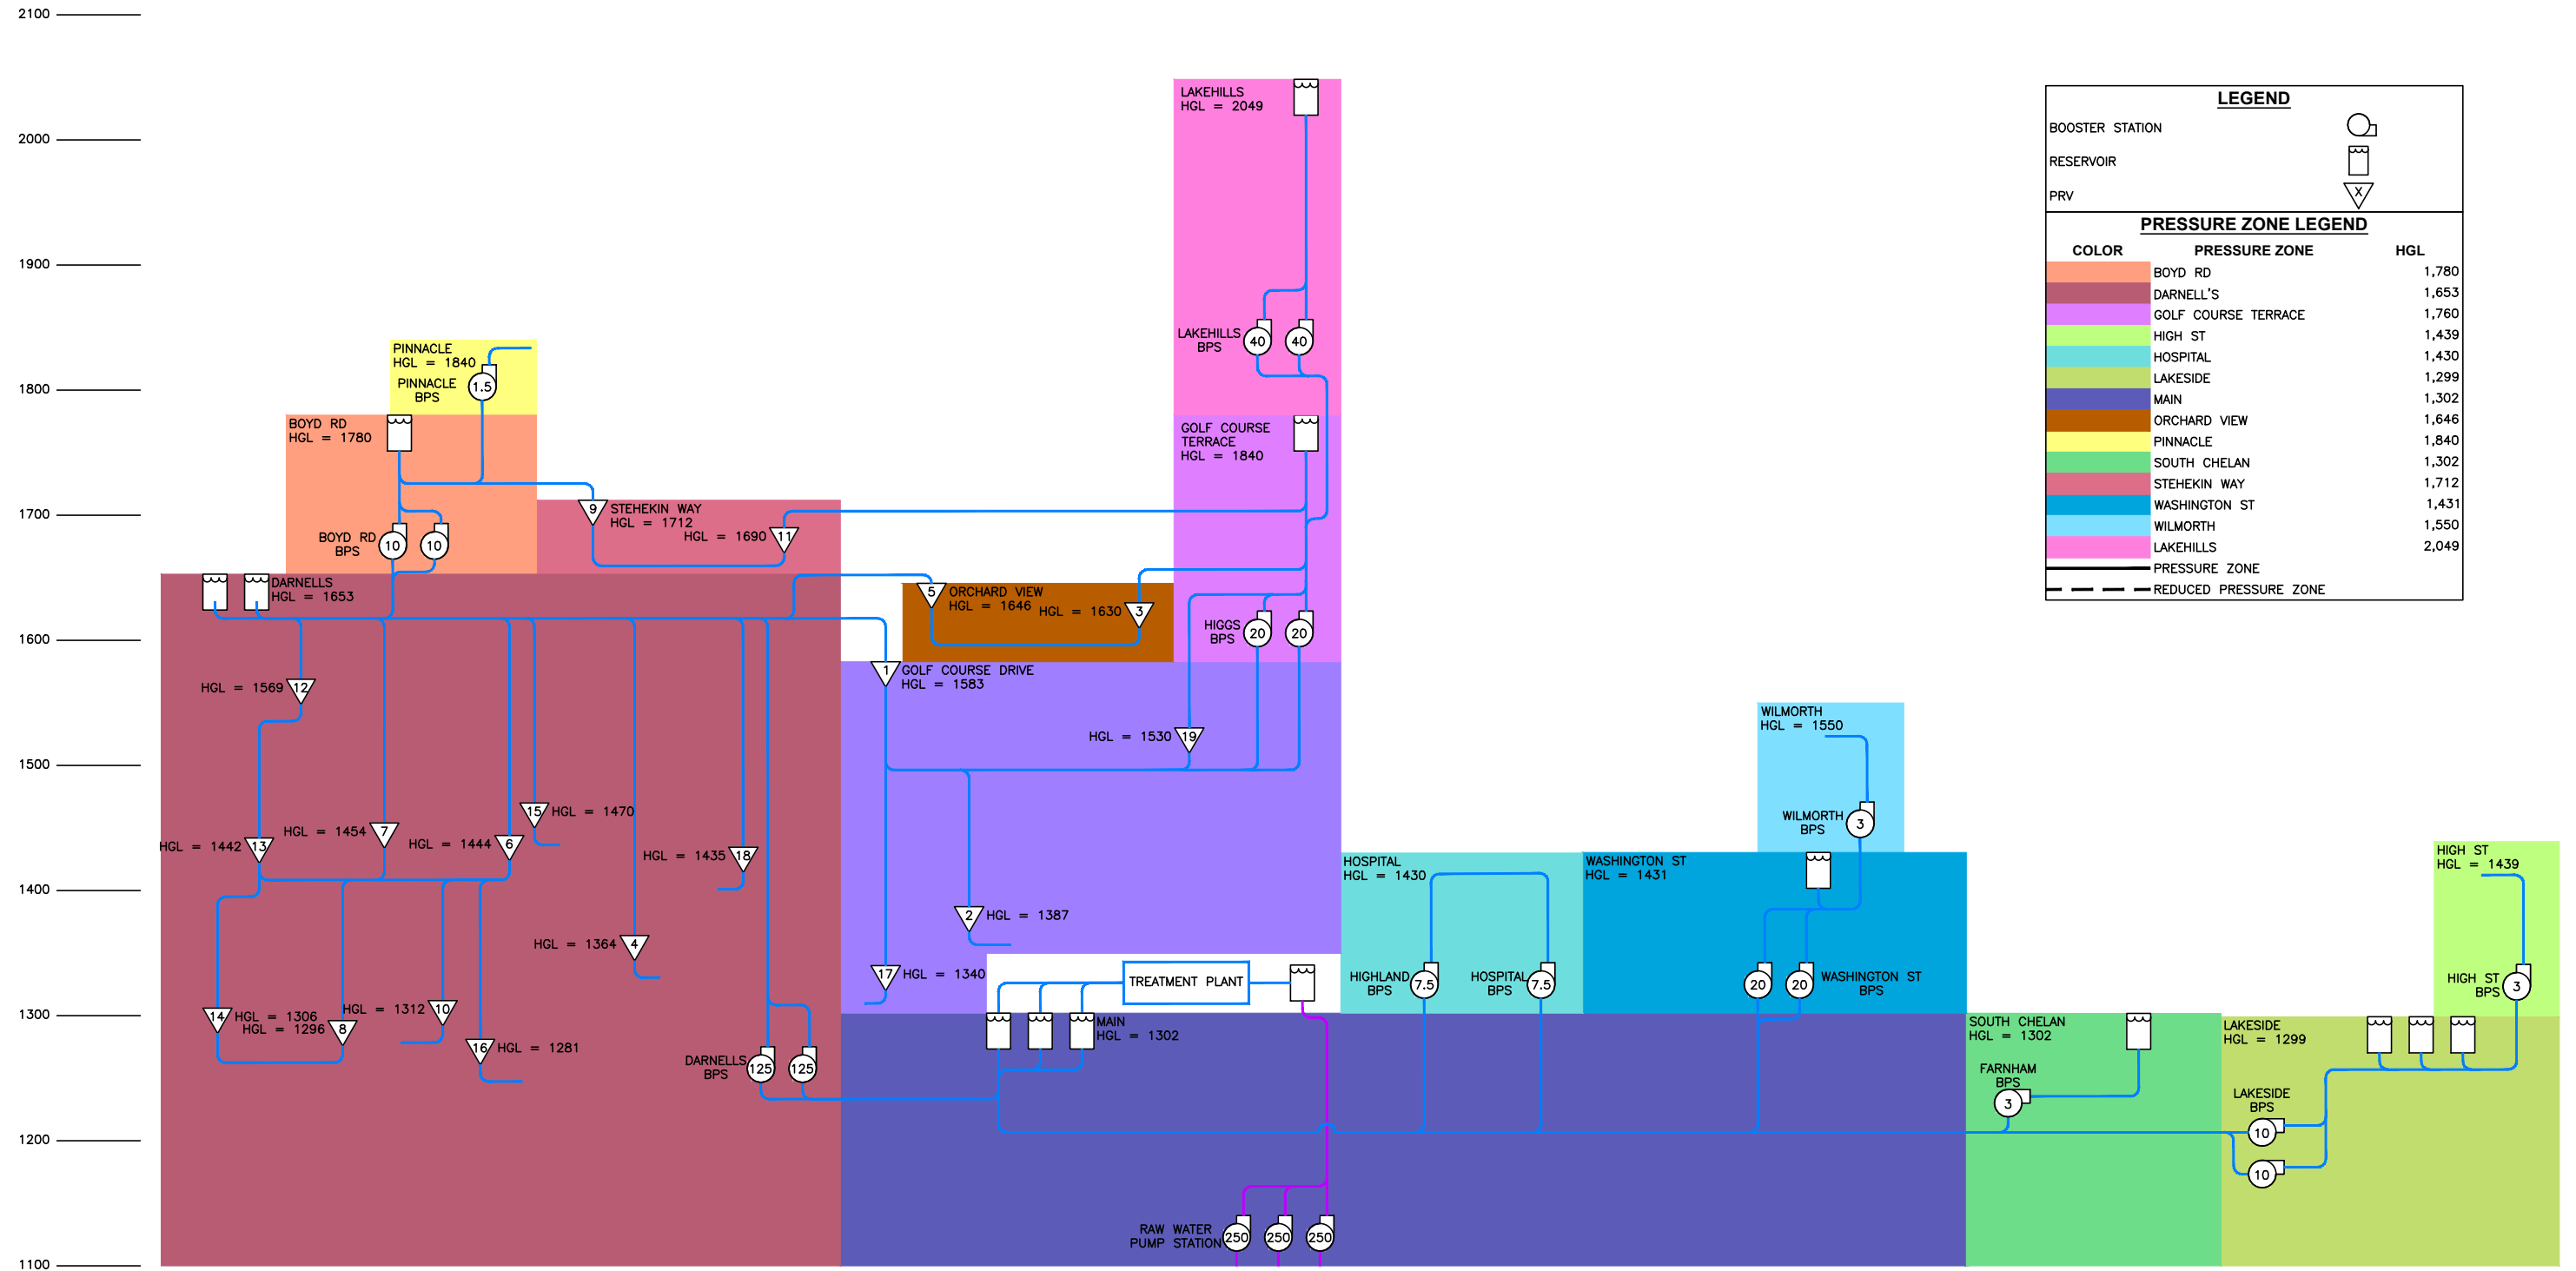 2100
2000
1900
1800
1700
1600
1500
1400
1300
1200
1100
LAKEHILLS
HGL = 2049
LAKEHILLS
BPS
40
40
PINNACLE
HGL = 1840
PINNACLE
BPS
1.5
BOYD RD
HGL = 1780
BOYD RD
BPS
10
10
GOLF COURSE
TERRACE
HGL = 1840
9
STEHEKIN WAY
HGL = 1712
HGL = 1690
11
DARNELLS
HGL = 1653
5
ORCHARD VIEW
HGL = 1646
HGL = 1630
3
HIGGS
BPS
20
20
1
GOLF COURSE DRIVE
HGL = 1583
HGL = 1569
12
HGL = 1530
19
WILMORTH
HGL = 1550
WILMORTH
BPS
3
15
HGL = 1470
HGL = 1454
7
HGL = 1442
13
HGL = 1444
6
HGL = 1435
18
HOSPITAL
HGL = 1430
WASHINGTON ST
HGL = 1431
HIGH ST
HGL = 1439
2
HGL = 1387
HGL = 1364
4
17
HGL = 1340
TREATMENT PLANT
HIGHLAND
BPS
7.5
HOSPITAL
BPS
7.5
20
20
WASHINGTON ST
BPS
HIGH ST
BPS
3
14
HGL = 1306
HGL = 1296
8
HGL = 1312
10
16
HGL = 1281
MAIN
HGL = 1302
DARNELLS
BPS
125
125
SOUTH CHELAN
HGL = 1302
FARNHAM
BPS
3
LAKESIDE
HGL = 1299
LAKESIDE
BPS
10
10
RAW WATER
PUMP STATION
250
250
250
LEGEND
BOOSTER STATION
RESERVOIR
PRV
X
PRESSURE ZONE LEGEND
COLOR PRESSURE ZONE HGL
BOYD RD 1,780
DARNELL'S 1,653
GOLF COURSE TERRACE 1,760
HIGH ST 1,439
HOSPITAL 1,430
LAKESIDE 1,299
MAIN 1,302
ORCHARD VIEW 1,646
PINNACLE 1,840
SOUTH CHELAN 1,302
STEHEKIN WAY 1,712
WASHINGTON ST 1,431
WILMORTH 1,550
LAKEHILLS 2,049
PRESSURE ZONE
REDUCED PRESSURE ZONE